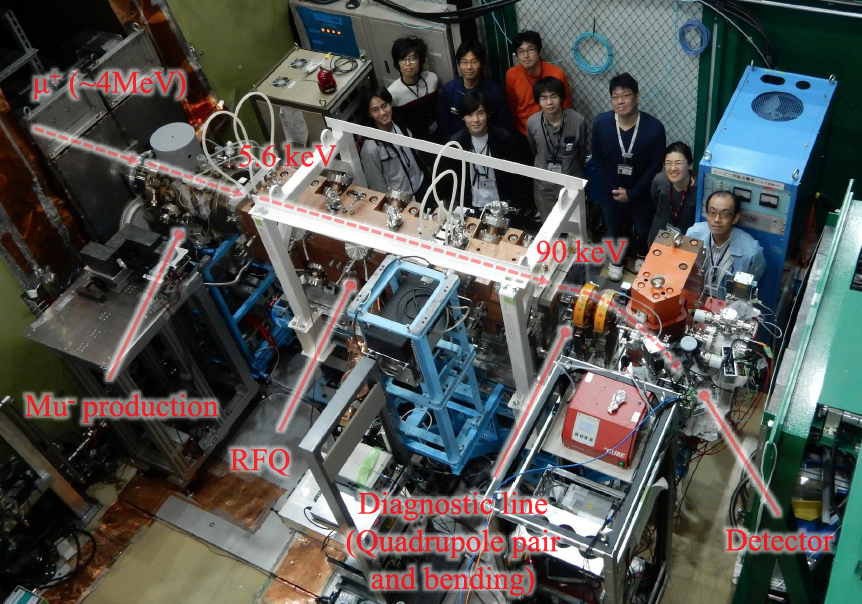 μ⁺ (~4MeV)
5.6 keV
90 keV
Mu⁻ production
RFQ
Diagnostic line
(Quadrupole pair
and bending)
Detector
CUBE